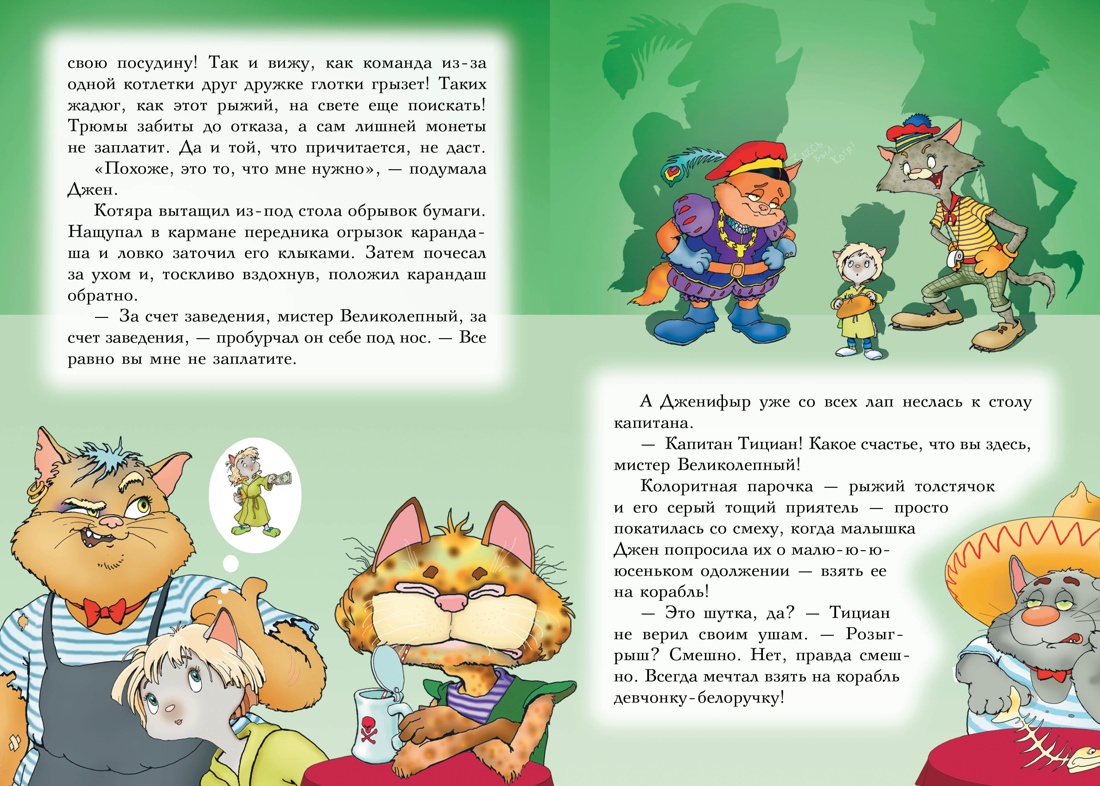 свою посудину! Так и вижу, как команда из-за
одной котлетки друг дружке глотки грызет! Таких
жадюг, как этот рыжий, на свете еще поискать!
Трюмы забиты до отказа, а сам лишней монеты
не заплатит. Да и той, что причитается, не даст.
«Похоже, это то, что мне нужно», — подумала
Джен.
Котяра вытащил из-под стола обрывок бумаги.
Нащупал в кармане передника огрызок каранда-
ша и ловко заточил его клыками. Затем почесал
за ухом и, тоскливо вздохнув, положил карандаш
обратно.
— За счет заведения, мистер Великолепный, за
счет заведения, — пробурчал он себе под нос. — Все
равно вы мне не заплатите.
Здесь
был
Котя!
А Дженифыр уже со всех лап неслась к столу
капитана.
— Капитан Тициан! Какое счастье, что вы здесь,
мистер Великолепный!
Колоритная парочка — рыжий толстячок
и его серый тощий приятель — просто
покатилась со смеху, когда малышка
Джен попросила их о малю-ю-ю-
юсеньком одолжении — взять ее
на корабль!
— Это шутка, да? — Тициан
не верил своим ушам. — Розыг-
рыш? Смешно. Нет, правда смеш-
но. Всегда мечтал взять на корабль
девчонку-белоручку!